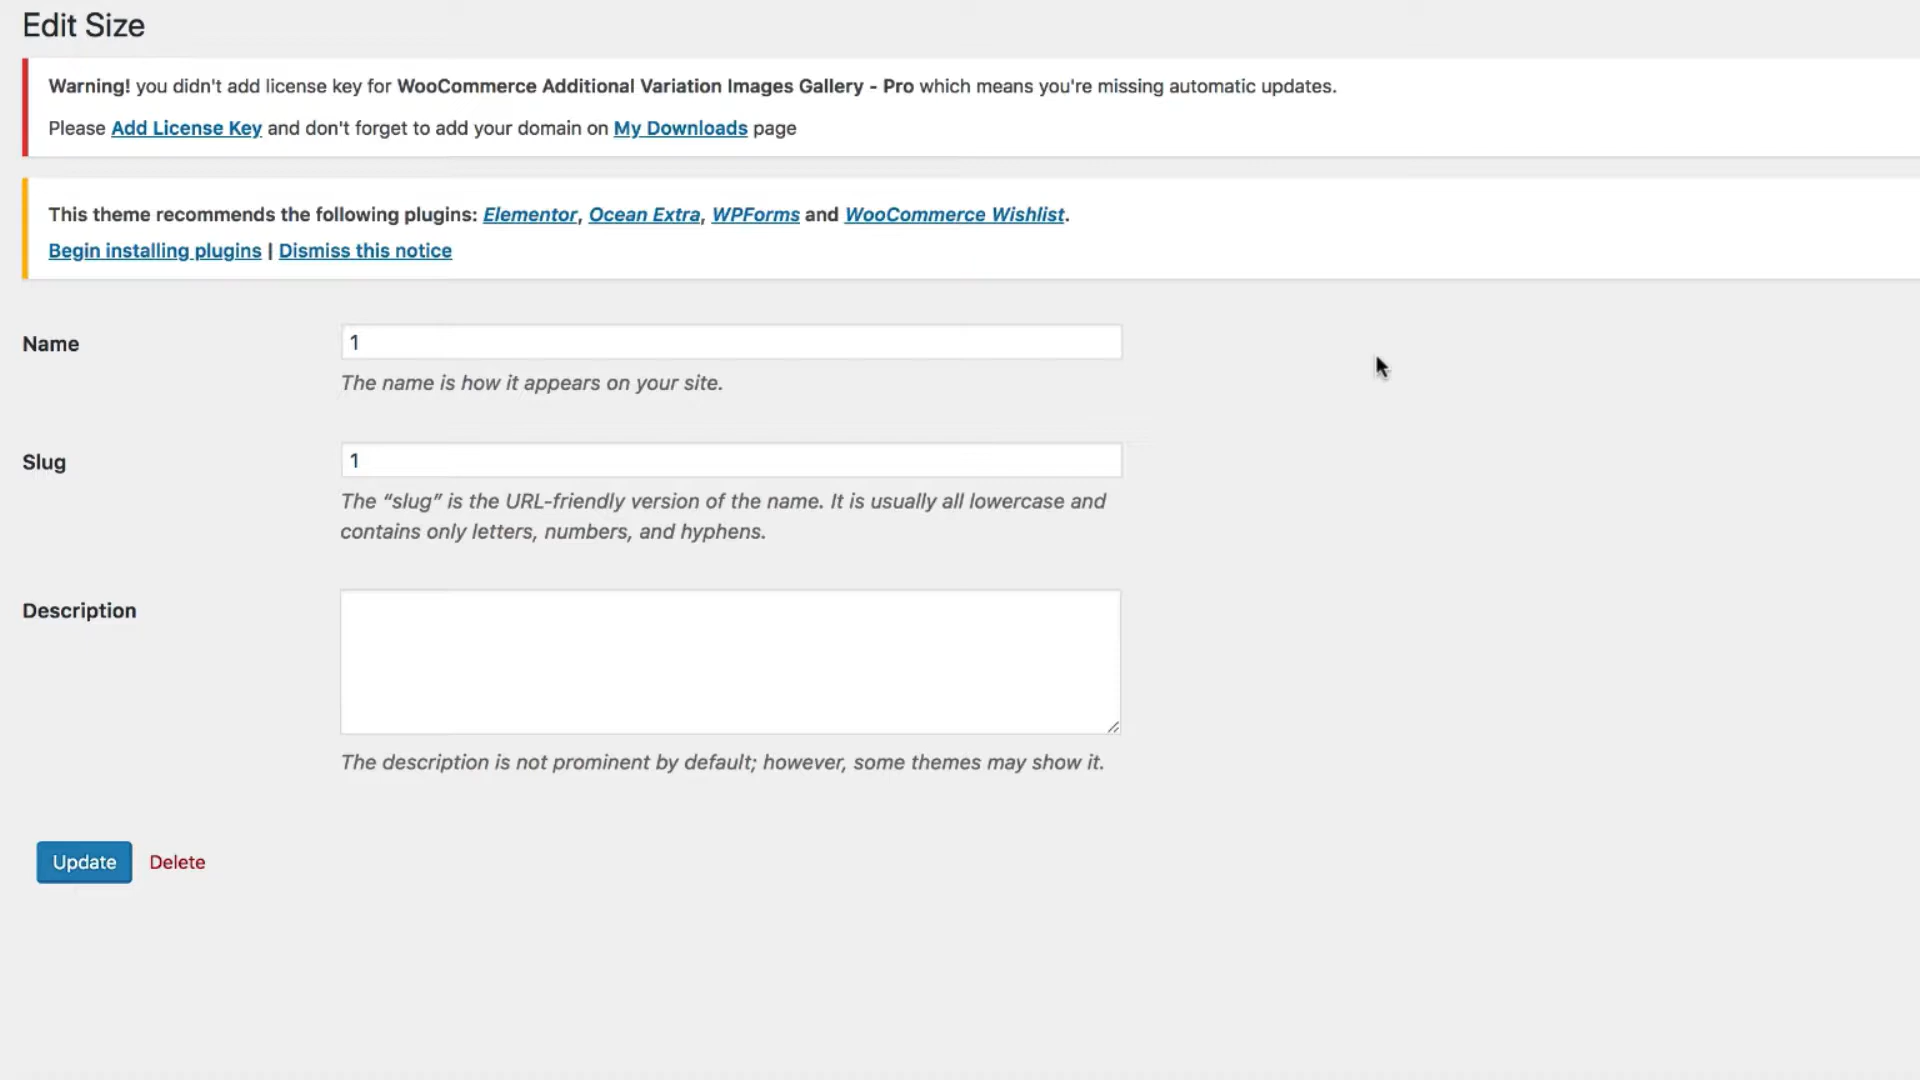 Edit Size
Warning! you didn't add license key for WooCommerce Additional Variation Images Gallery - Pro which means you're missing automatic updates.
Please Add License Key and don't forget to add your domain on My Downloads page
This theme recommends the following plugins: Elementor, Ocean Extra, WPForms and WooCommerce Wishlist.
Begin installing plugins | Dismiss this notice
Name
1
The name is how it appears on your site.
Slug
1
The “slug” is the URL-friendly version of the name. It is usually all lowercase and
contains only letters, numbers, and hyphens.
Description
The description is not prominent by default; however, some themes may show it.
Update Delete